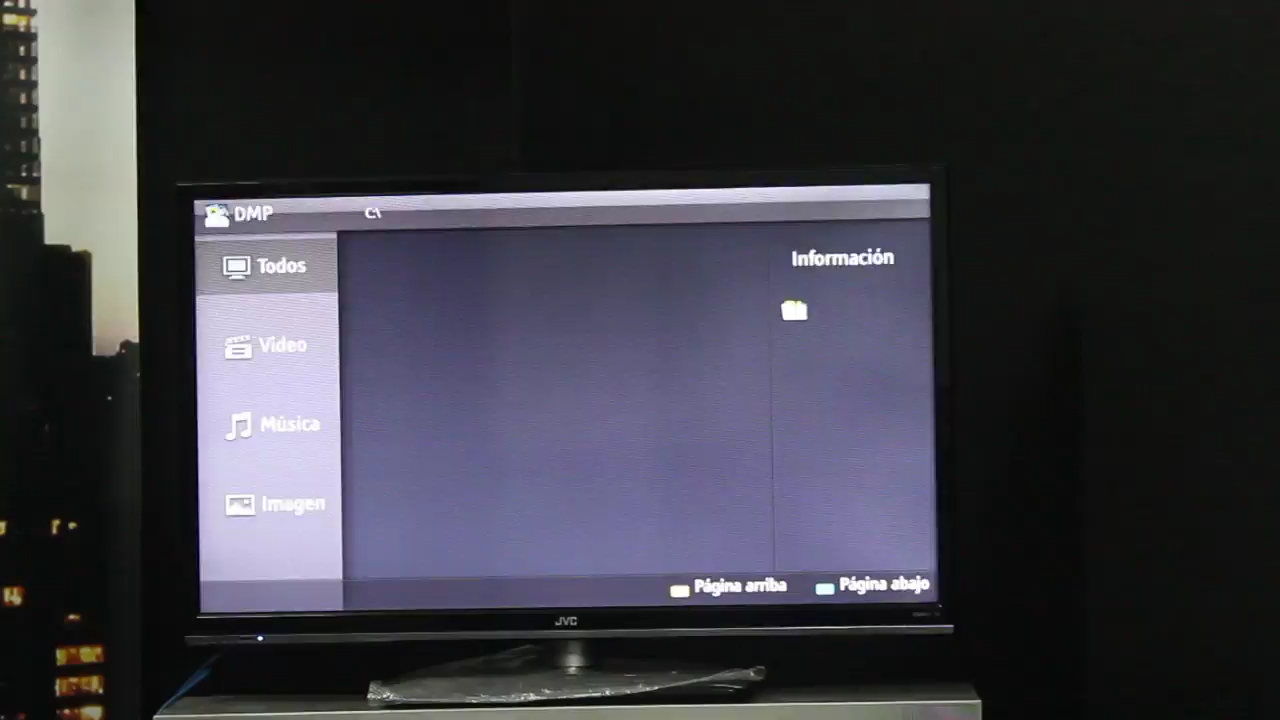 DMP C:\
Información
Todos
Video
Música
Imagen
Página arriba Página abajo
JVC